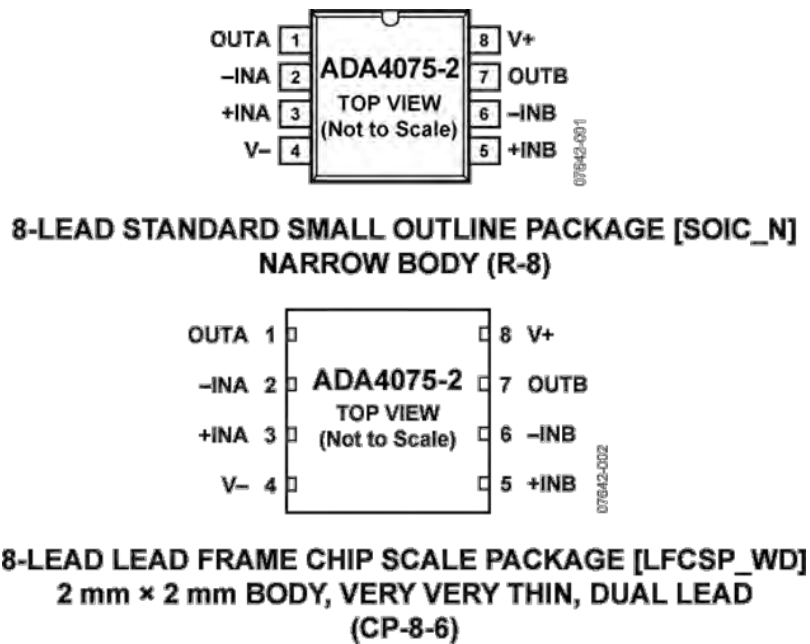 OUTA 1 8 V+
–INA 2 ADA4075-2 7 OUTB
+INA 3 TOP VIEW 6 –INB
(Not to Scale)
V– 4 5 +INB
07642-001
8-LEAD STANDARD SMALL OUTLINE PACKAGE [SOIC_N]
NARROW BODY (R-8)
OUTA 1 8 V+
–INA 2 ADA4075-2 7 OUTB
TOP VIEW
+INA 3 (Not to Scale) 6 –INB
V– 4 5 +INB
07642-002
8-LEAD LEAD FRAME CHIP SCALE PACKAGE [LFCSP_WD]
2 mm × 2 mm BODY, VERY VERY THIN, DUAL LEAD
(CP-8-6)